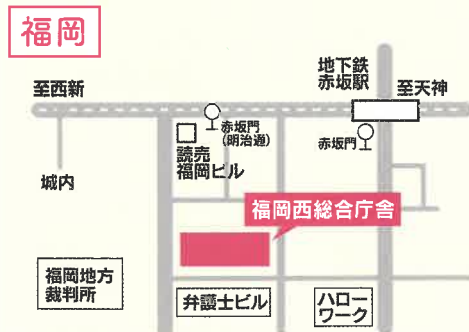 福岡
至西新
地下鉄
赤坂駅
至天神
赤坂門
(明治通)
赤坂門
読売
福岡ビル
城内
福岡西総合庁舎
福岡地方
裁判所
弁護士ビル
ハロー
ワーク